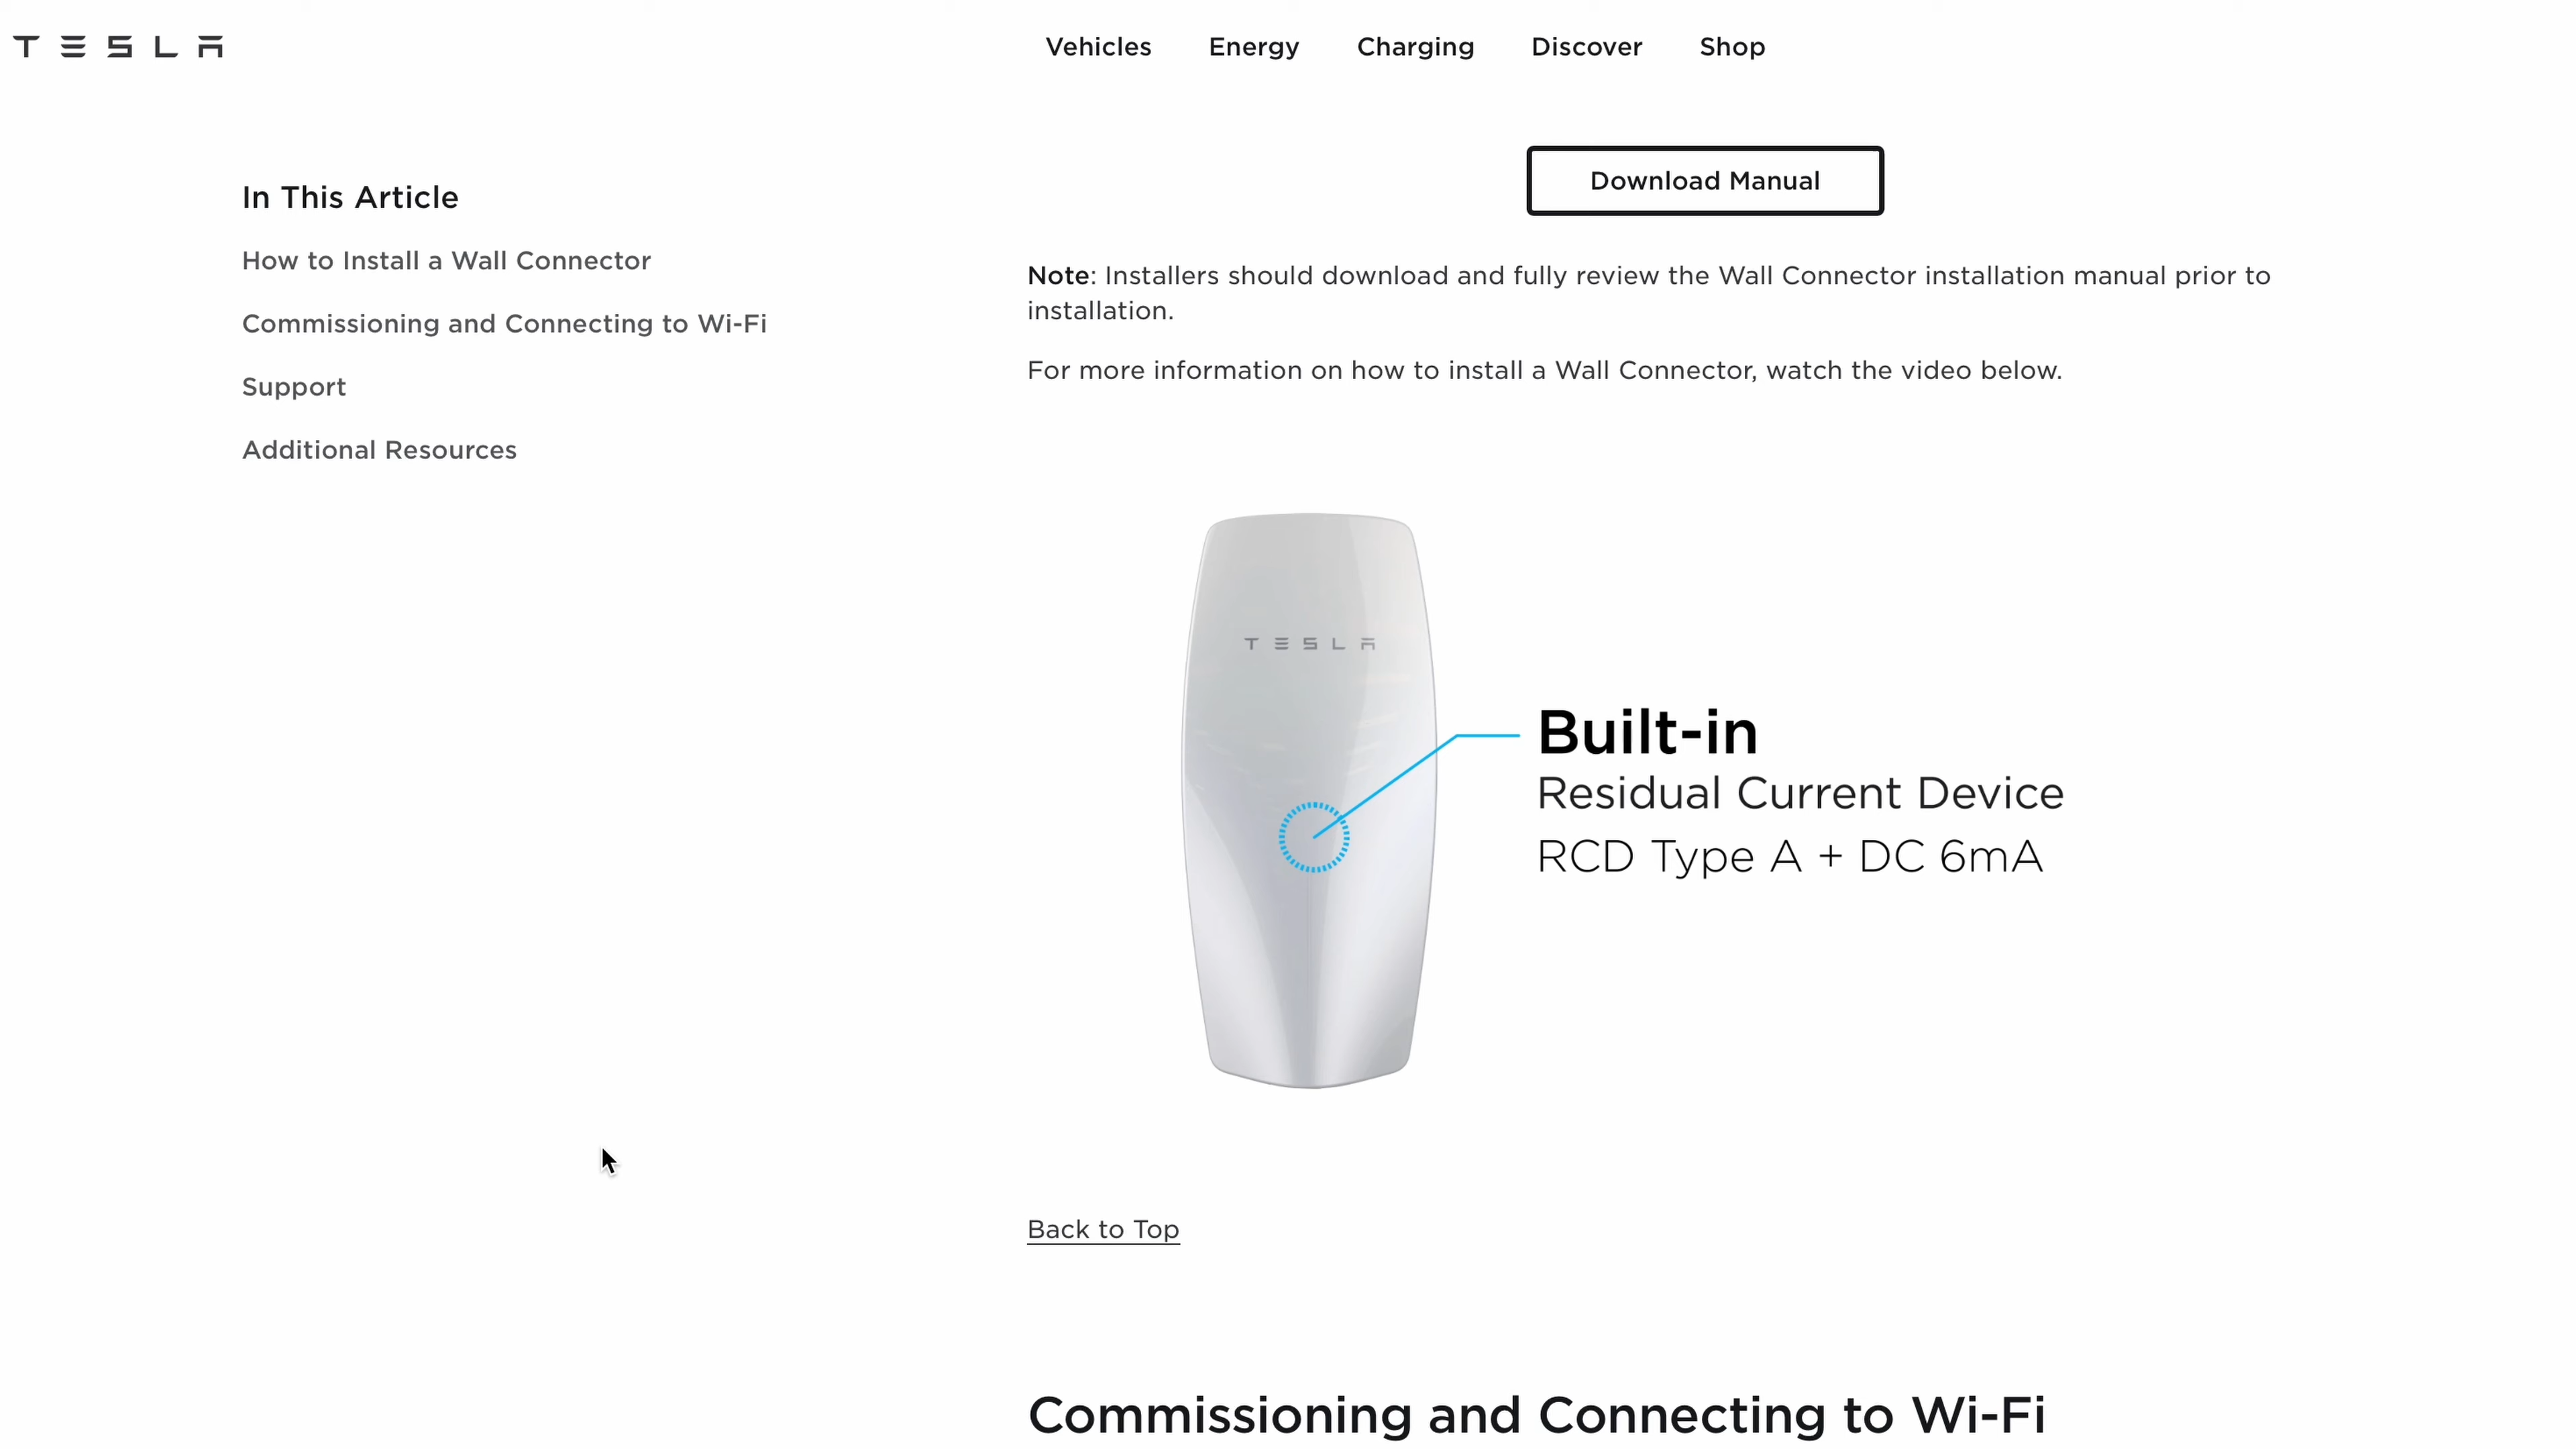 TESLA
Vehicles Energy Charging Discover Shop
In This Article
How to Install a Wall Connector
Commissioning and Connecting to Wi-Fi
Support
Additional Resources
Download Manual
Note: Installers should download and fully review the Wall Connector installation manual prior to
installation.
For more information on how to install a Wall Connector, watch the video below.
TESLA
Built-in
Residual Current Device
RCD Type A + DC 6mA
Back to Top
Commissioning and Connecting to Wi-Fi